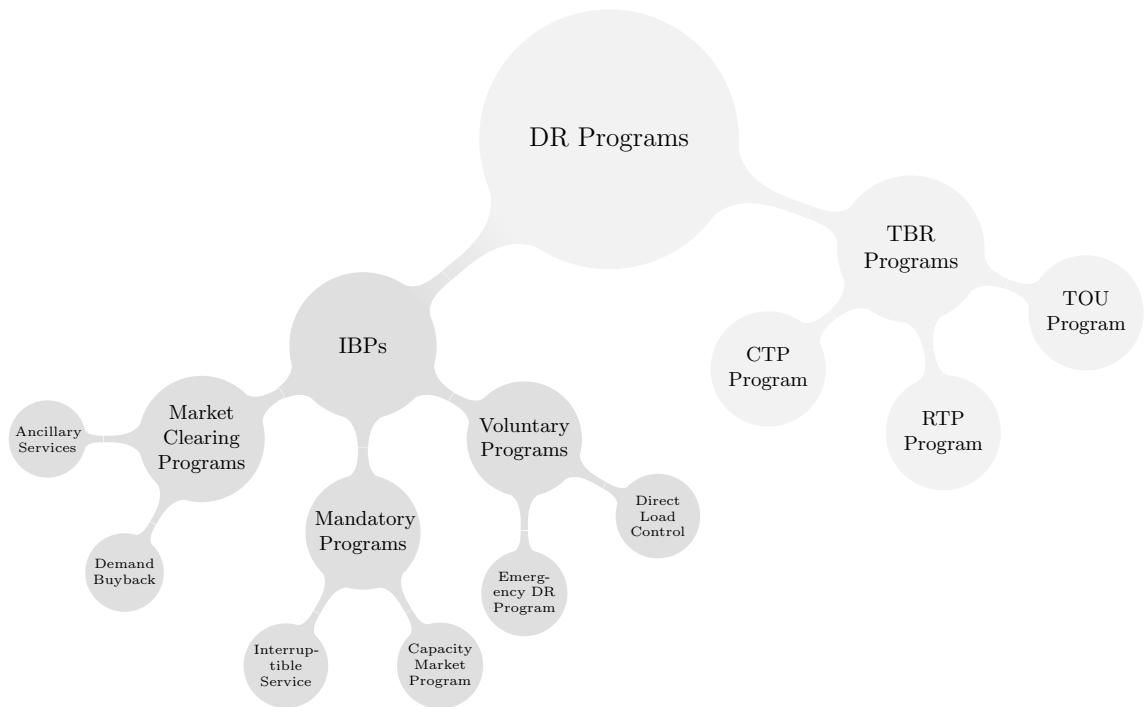 DR Programs
TBR
Programs
TOU
Program
CTP
Program
RTP
Program
IBPs
Market
Clearing
Programs
Voluntary
Programs
Ancillary
Services
Mandatory
Programs
Direct
Load
Control
Demand
Buyback
Emerg-
ency DR
Program
Interrup-
tible
Service
Capacity
Market
Program